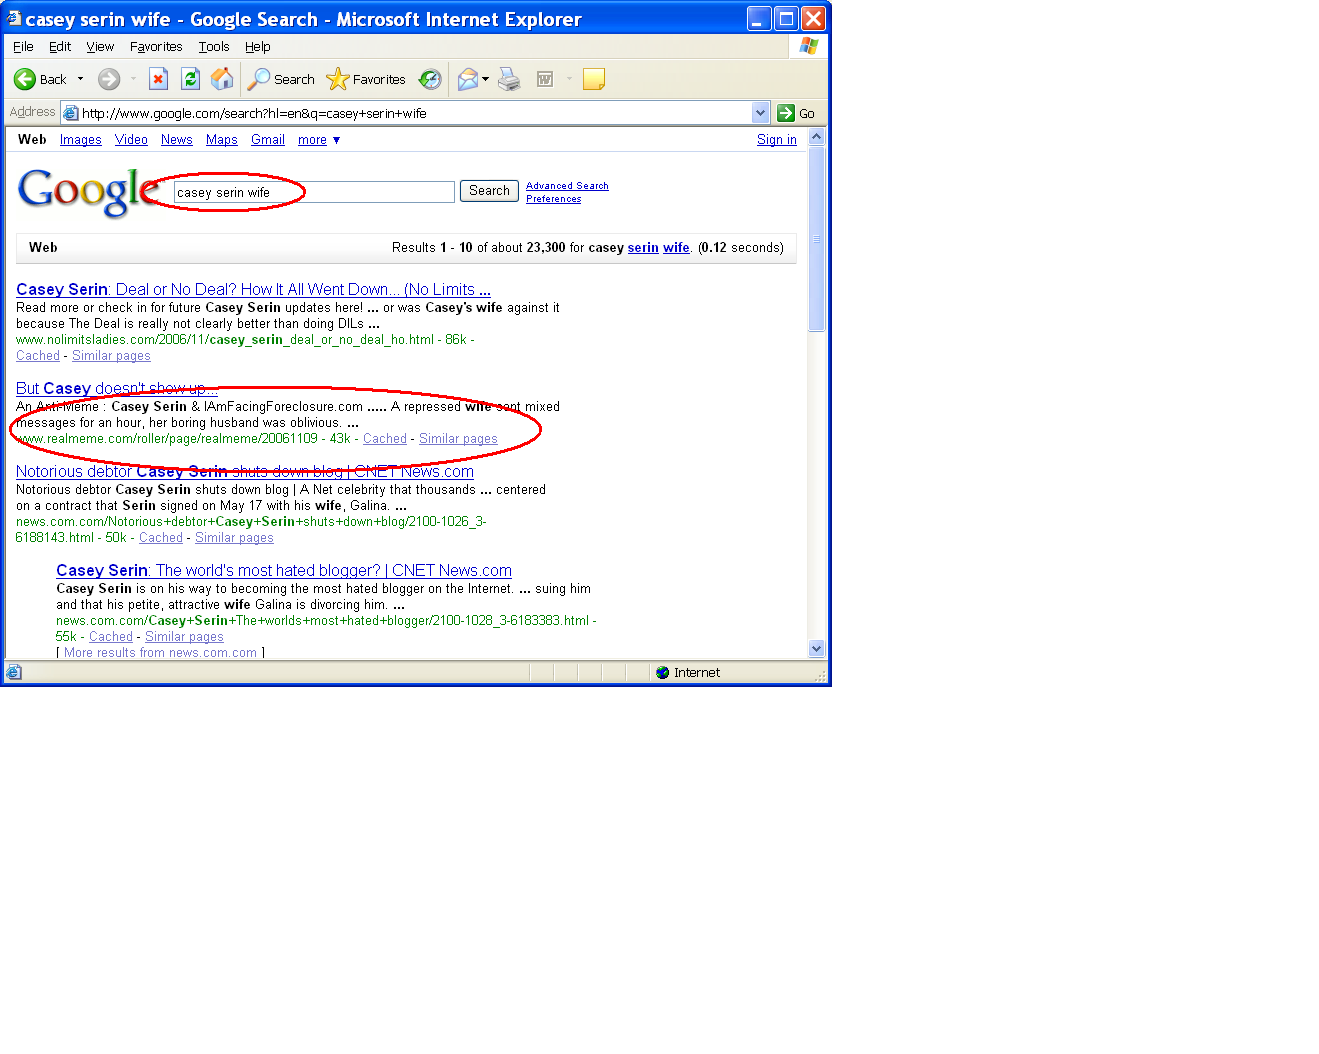 casey serin wife - Google Search - Microsoft Internet Explorer
File Edit View Favorites Tools Help
Back Search Favorites
Address http://www.google.com/search?hl=en&q=casey+serin+wife Go
Web Images Video News Maps Gmail more ▼ Sign in
Google casey serin wife Search Advanced Search
Preferences
Web Results 1 - 10 of about 23,300 for casey serin wife. (0.12 seconds)
Casey Serin: Deal or No Deal? How It All Went Down... (No Limits ...
Read more or check in for future Casey Serin updates here! ... or was Casey's wife against it
because The Deal is really not clearly better than doing DILs ...
www.nolimitsladies.com/2006/11/casey_serin_deal_or_no_deal_ho.html - 86k -
Cached - Similar pages
But Casey doesn't show up...
An Anti-Meme : Casey Serin & IAmFacingForeclosure.com ..... A repressed wife sent mixed
messages for an hour, her boring husband was oblivious. ...
www.realmeme.com/roller/page/realmeme/20061109 - 43k - Cached - Similar pages
Notorious debtor Casey Serin shuts down blog | CNET News.com
Notorious debtor Casey Serin shuts down blog | A Net celebrity that thousands ... centered
on a contract that Serin signed on May 17 with his wife, Galina. ...
news.com.com/Notorious+debtor+Casey+Serin+shuts+down+blog/2100-1026_3-
6188143.html - 50k - Cached - Similar pages
Casey Serin: The world's most hated blogger? | CNET News.com
Casey Serin is on his way to becoming the most hated blogger on the Internet. ... suing him
and that his petite, attractive wife Galina is divorcing him. ...
news.com.com/Casey+Serin+The+worlds+most+hated+blogger/2100-1028_3-6183383.html -
55k - Cached - Similar pages
[ More results from news.com.com ]
Internet